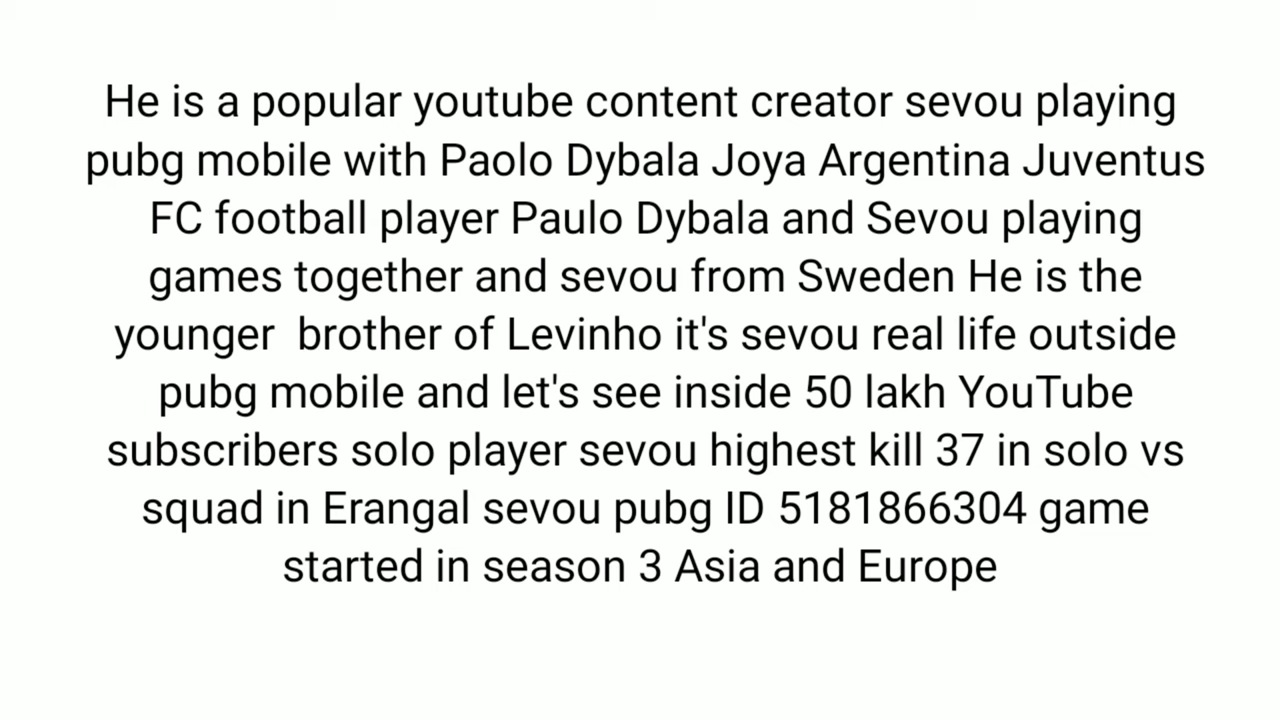 He is a popular youtube content creator sevou playing
pubg mobile with Paolo Dybala Joya Argentina Juventus
FC football player Paulo Dybala and Sevou playing
games together and sevou from Sweden He is the
younger  brother of Levinho it's sevou real life outside
pubg mobile and let's see inside 50 lakh YouTube
subscribers solo player sevou highest kill 37 in solo vs
squad in Erangal sevou pubg ID 5181866304 game
started in season 3 Asia and Europe